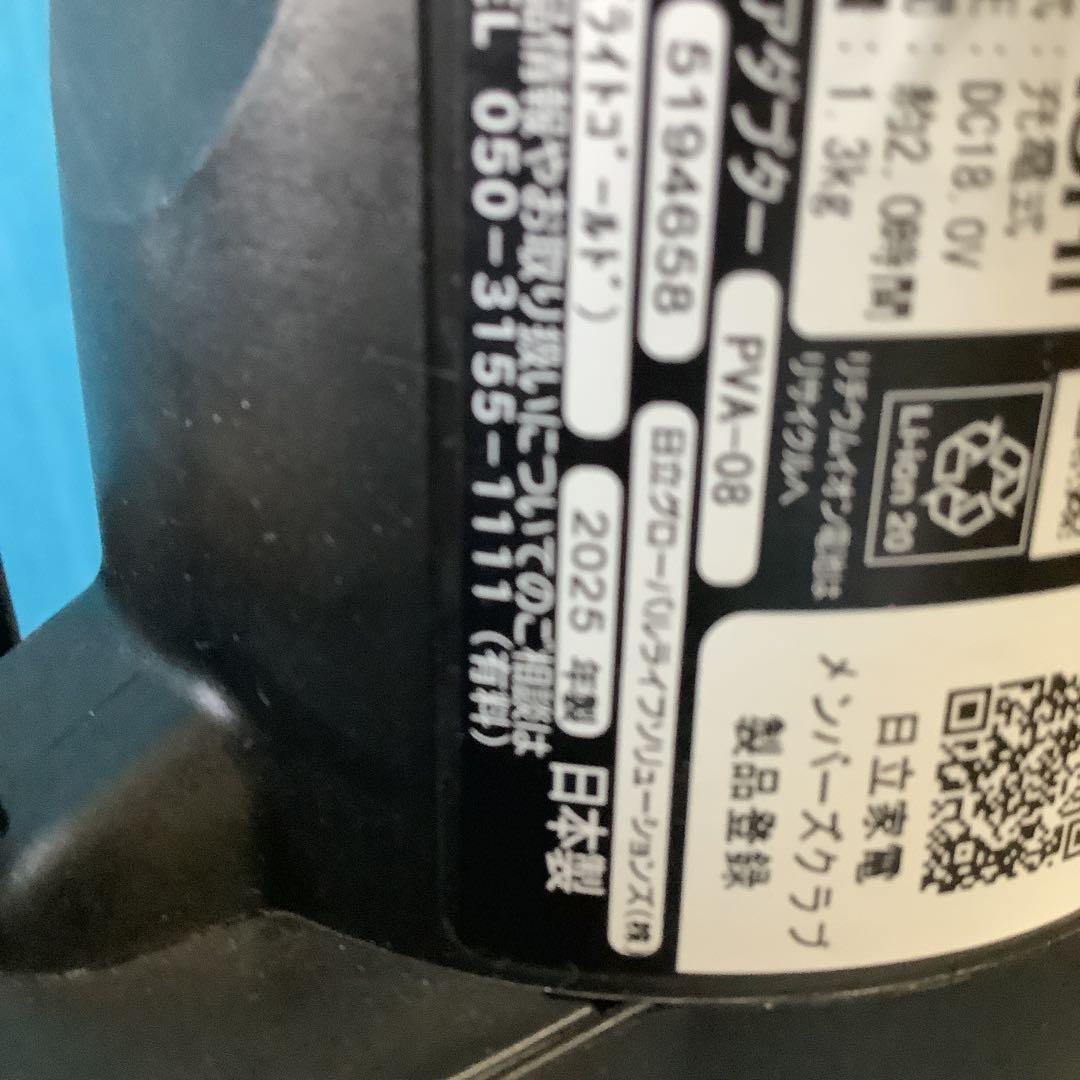 充電式
DC18.0V
約2.0時間
1.3kg
アダプター
PVA-08
5194658
ライトゴールド)
リチウムイオン電池は
リサイクルへ
Li-ion 20
日立家電
メンバーズクラブ
製品登録
日立グローバルライフソリューションズ(株)
2025 年製
日本製
品情報やお取り扱いについてのご相談は
EL 050-3155-1111 (有料)